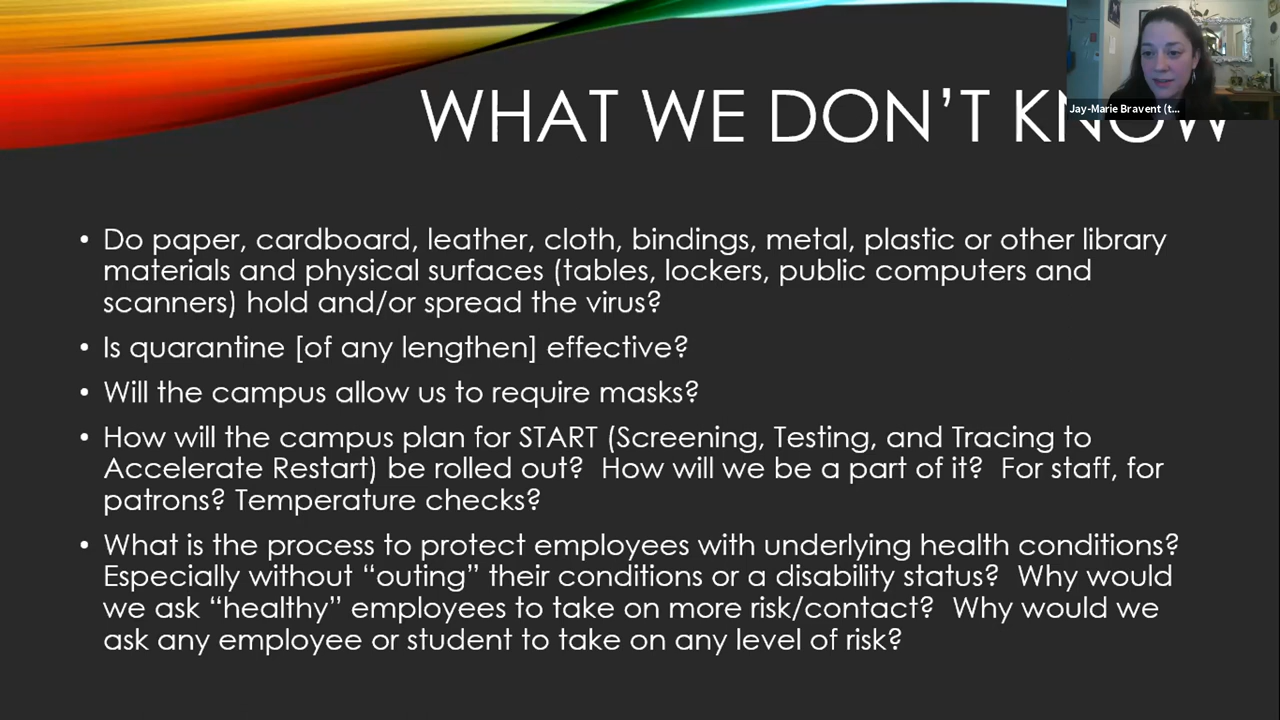 Jay-Marie Bravent (t...
WHAT WE DON'T KNOW
• Do paper, cardboard, leather, cloth, bindings, metal, plastic or other library
materials and physical surfaces (tables, lockers, public computers and
scanners) hold and/or spread the virus?
• Is quarantine [of any lengthen] effective?
• Will the campus allow us to require masks?
• How will the campus plan for START (Screening, Testing, and Tracing to
Accelerate Restart) be rolled out?  How will we be a part of it?  For staff, for
patrons? Temperature checks?
• What is the process to protect employees with underlying health conditions?
Especially without “outing” their conditions or a disability status?  Why would
we ask “healthy” employees to take on more risk/contact?  Why would we
ask any employee or student to take on any level of risk?